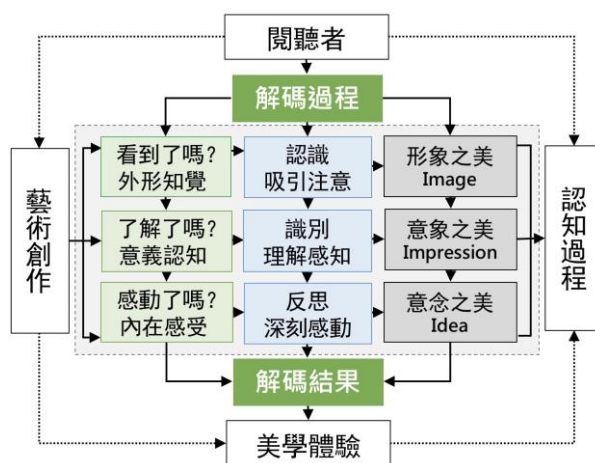 閱聽者
解碼過程
藝術創作
看到了嗎?
外形知覺
認識
吸引注意
形象之美
Image
了解了嗎?
意義認知
識別
理解感知
意象之美
Impression
感動了嗎?
內在感受
反思
深刻感動
意念之美
Idea
認知過程
解碼結果
美學體驗